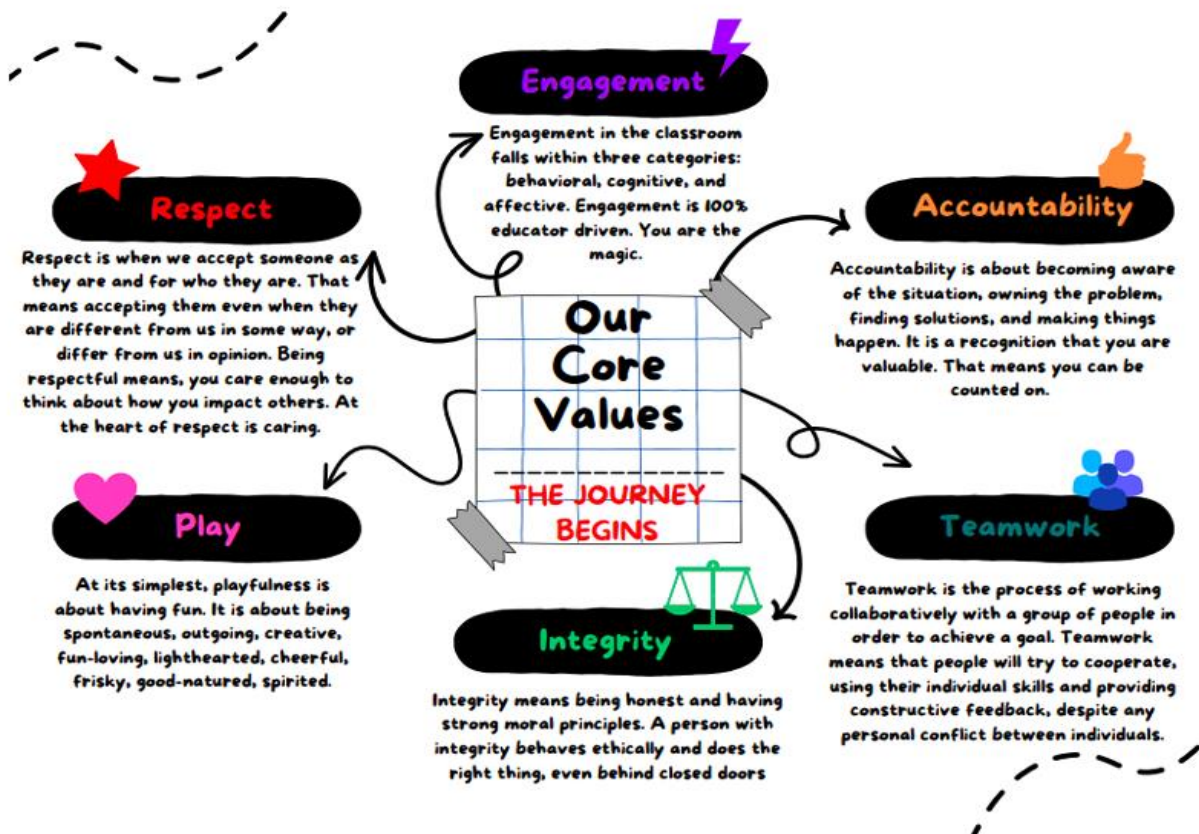 Engagement
Engagement in the classroom
falls within three categories:
behavioral, cognitive, and
affective. Engagement is 100%
educator driven. You are the
magic.
Respect
Respect is when we accept someone as
they are and for who they are. That
means accepting them even when they
are different from us in some way, or
differ from us in opinion. Being
respectful means, you care enough to
think about how you impact others. At
the heart of respect is caring.
Accountability
Accountability is about becoming aware
of the situation, owning the problem,
finding solutions, and making things
happen. It is a recognition that you are
valuable. That means you can be
counted on.
Our
Core
Values
THE JOURNEY
BEGINS
Play
At its simplest, playfulness is
about having fun. It is about being
spontaneous, outgoing, creative,
fun-loving, lighthearted, cheerful,
frisky, good-natured, spirited.
Integrity
Integrity means being honest and having
strong moral principles. A person with
integrity behaves ethically and does the
right thing, even behind closed doors
Teamwork
Teamwork is the process of working
collaboratively with a group of people in
order to achieve a goal. Teamwork
means that people will try to cooperate,
using their individual skills and providing
constructive feedback, despite any
personal conflict between individuals.